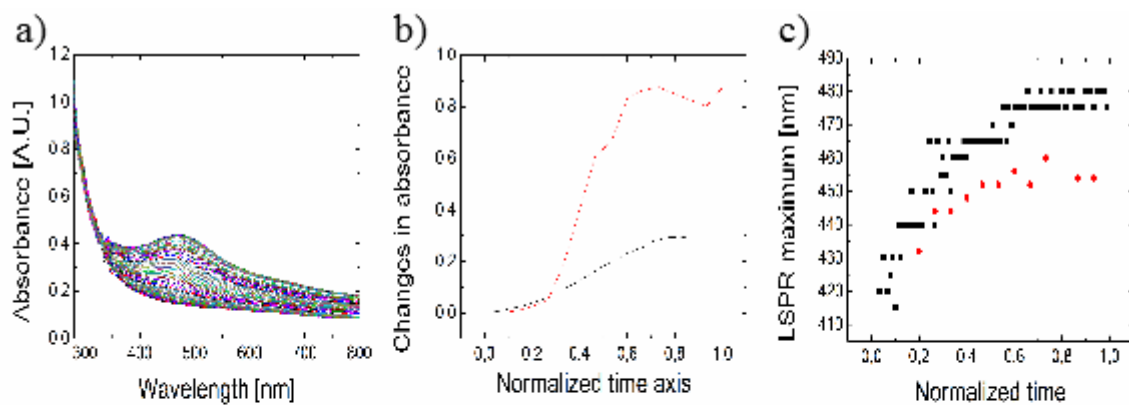 a)
1.2
1.0
0.8
0.6
0.4
0.2
0.0
Absorbance [A.U.]
300 400 500 600 700 800
Wavelength [nm]
b)
1.0
0.8
0.6
0.4
0.2
0.0
Changes in absorbance
0,0 0,2 0,4 0,6 0,8 1,0
Normalized time axis
c)
490
480
470
460
450
440
430
420
410
LSPR maximum [nm]
0,0 0,2 0,4 0,6 0,8 1,0
Normalized time